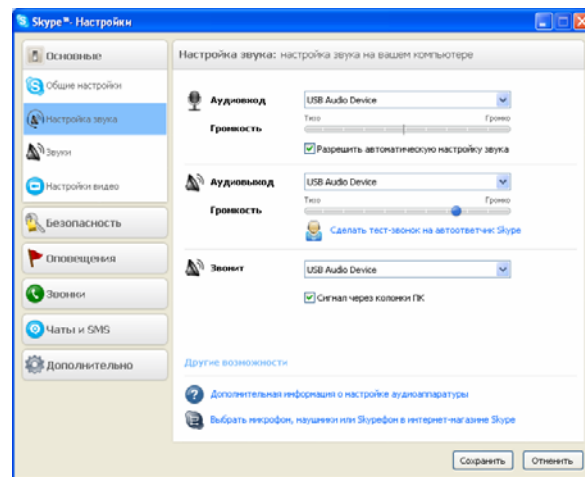 Skype™ - Настройки
Основные
Общие настройки
Настройка звука
Звуки
Настройки видео
Безопасность
Оповещения
Звонки
Чаты и SMS
Дополнительно
Настройка звука: настройка звука на вашем компьютере
Аудиовход
USB Audio Device
Громкость
Тихо
Громко
Разрешить автоматическую настройку звука
Аудиовыход
USB Audio Device
Громкость
Тихо
Громко
Сделать тест-звонок на автоответчик Skype
Звонит
USB Audio Device
Сигнал через колонки ПК
Другие возможности
Дополнительная информация о настройке аудиоаппаратуры
Выбрать микрофон, наушники или Skypeфон в интернет-магазине Skype
Сохранить
Отменить